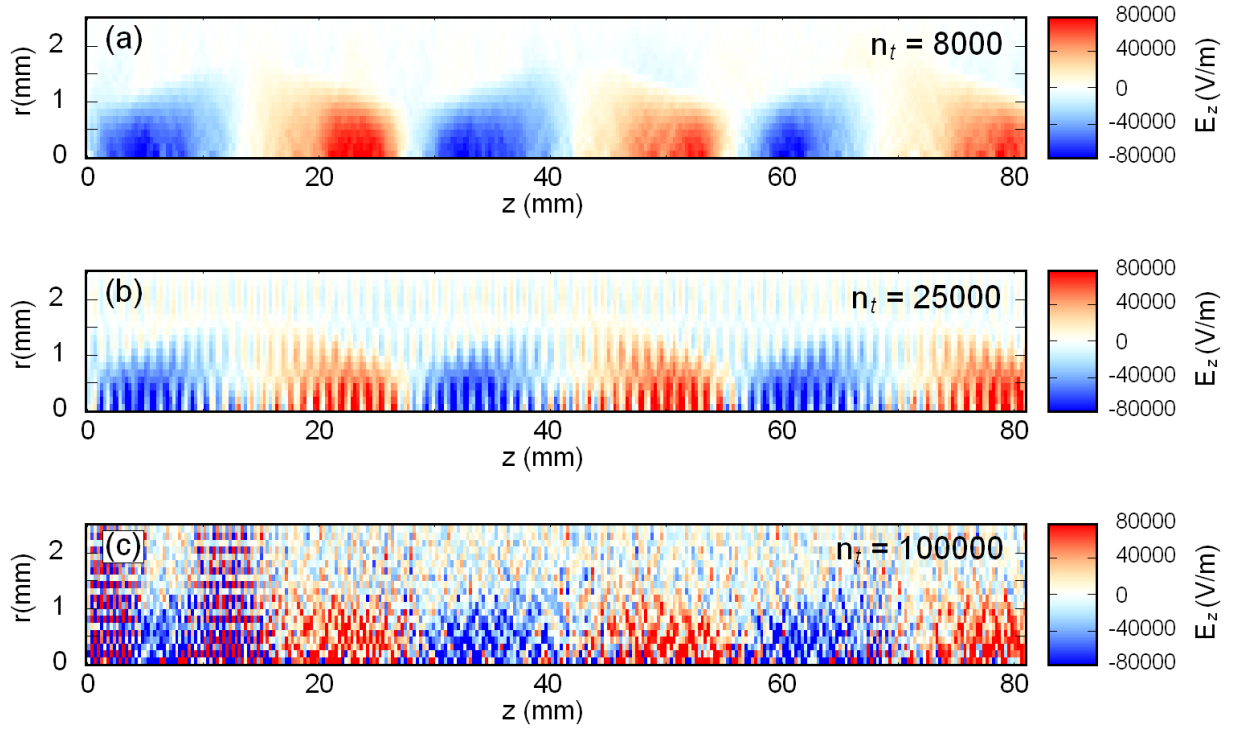 (a)
n_t = 8000
r(mm)
2
1
0
0 20 40 60 80
z (mm)
80000
40000
0
-40000
-80000
E_z (V/m)
(b)
n_t = 25000
r(mm)
2
1
0
0 20 40 60 80
z (mm)
80000
40000
0
-40000
-80000
E_z (V/m)
(c)
n_t = 100000
r(mm)
2
1
0
0 20 40 60 80
z (mm)
80000
40000
0
-40000
-80000
E_z (V/m)